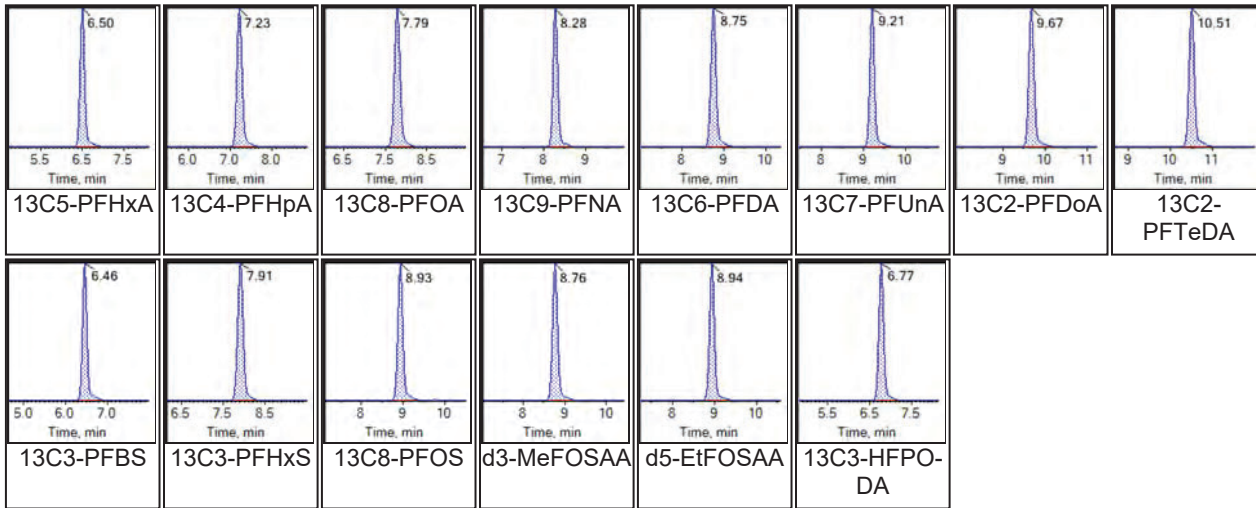 6.50
5.5 6.5 7.5
Time, min
13C5-PFHxA
7.23
6.0 7.0 8.0
Time, min
13C4-PFHpA
7.79
6.5 7.5 8.5
Time, min
13C8-PFOA
8.28
7 8 9
Time, min
13C9-PFNA
8.75
8 9 10
Time, min
13C6-PFDA
9.21
8 9 10
Time, min
13C7-PFUnA
9.67
9 10 11
Time, min
13C2-PFDoA
10.51
9 10 11
Time, min
13C2-
PFTeDA
6.46
5.0 6.0 7.0
Time, min
13C3-PFBS
7.91
6.5 7.5 8.5
Time, min
13C3-PFHxS
8.93
8 9 10
Time, min
13C8-PFOS
8.76
8 9 10
Time, min
d3-MeFOSAA
8.94
8 9 10
Time, min
d5-EtFOSAA
6.77
5.5 6.5 7.5
Time, min
13C3-HFPO-
DA